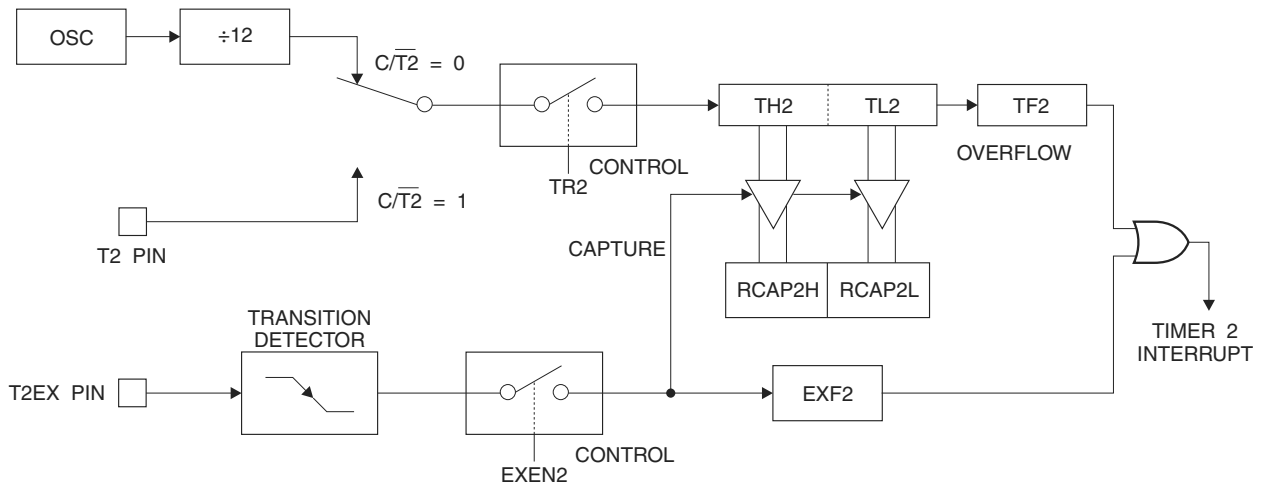 OSC
÷12
C/T2̅ = 0
TH2
TL2
TF2
OVERFLOW
CONTROL
TR2
C/T2̅ = 1
T2 PIN
CAPTURE
RCAP2H
RCAP2L
TRANSITION
DETECTOR
TIMER 2
INTERRUPT
T2EX PIN
EXF2
CONTROL
EXEN2